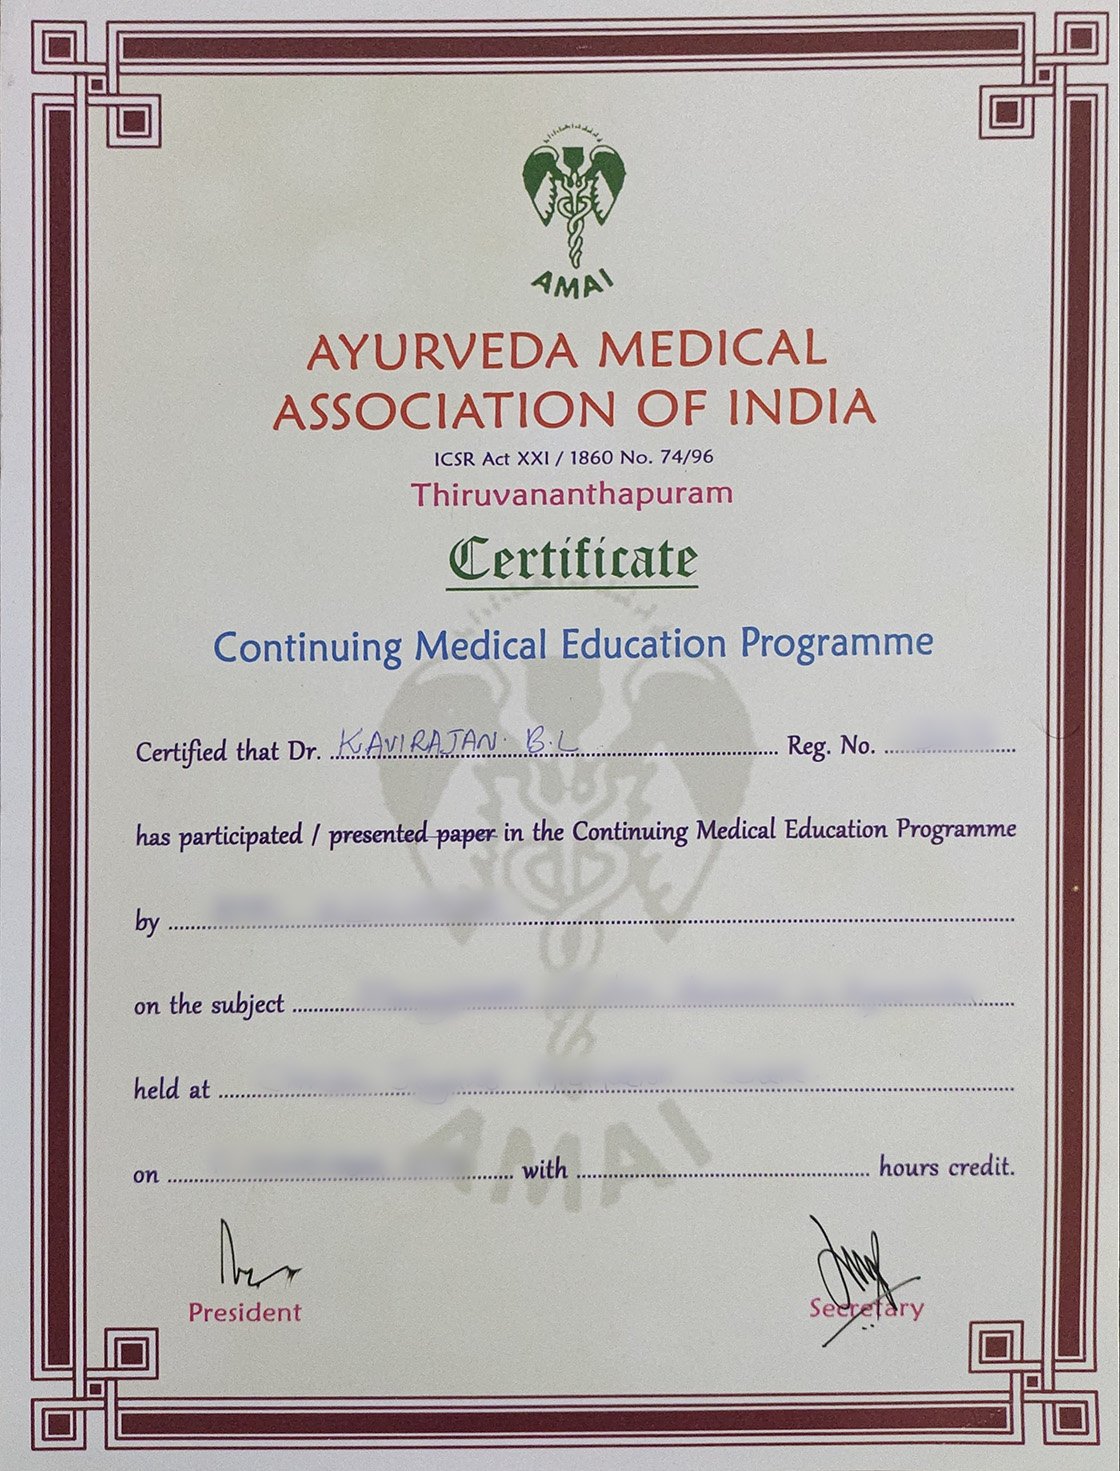 AMAI
AYURVEDA MEDICAL
ASSOCIATION OF INDIA
ICSR Act XXI / 1860 No. 74/96
Thiruvananthapuram
Certificate
Continuing Medical Education Programme
Certified that Dr. KAVIRAJAN. B.L Reg. No.
has participated / presented paper in the Continuing Medical Education Programme
by
on the subject
held at
on with hours credit.
President Secretary
AMAI